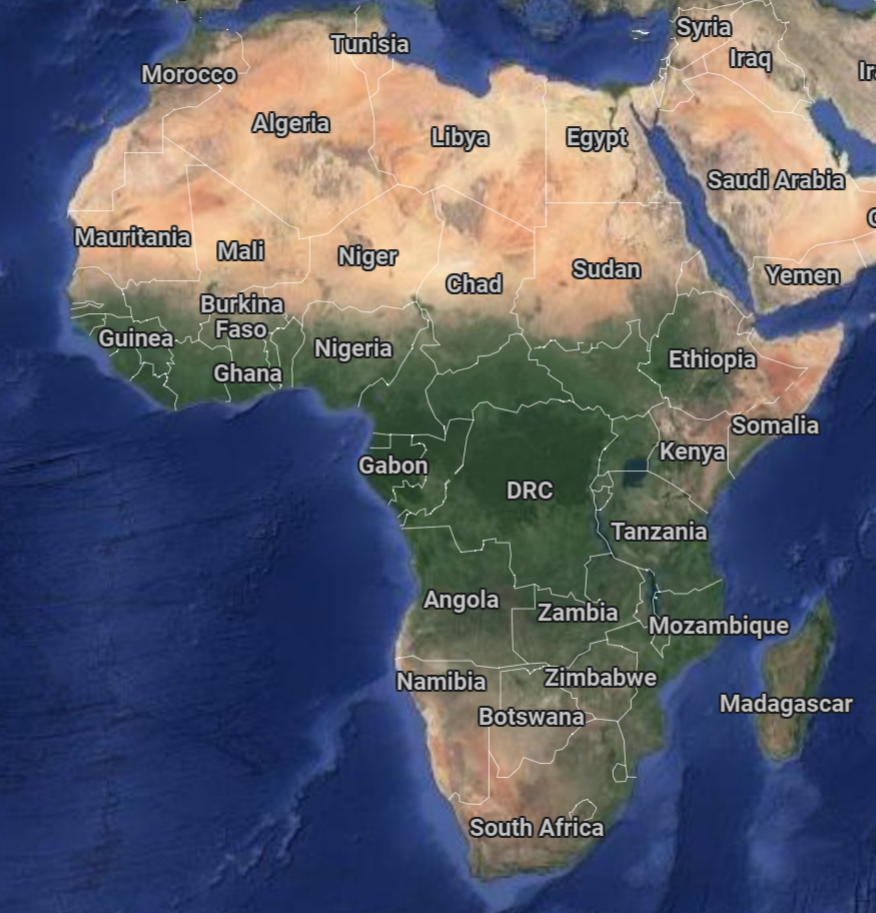 Syria
Tunisia
Iraq
Morocco
Algeria
Libya
Egypt
Saudi Arabia
Mauritania
Mali
Niger
Chad
Sudan
Yemen
Burkina
Faso
Guinea
Nigeria
Ghana
Ethiopia
Somalia
Kenya
Gabon
DRC
Tanzania
Angola
Zambia
Mozambique
Namibia
Zimbabwe
Madagascar
Botswana
South Africa